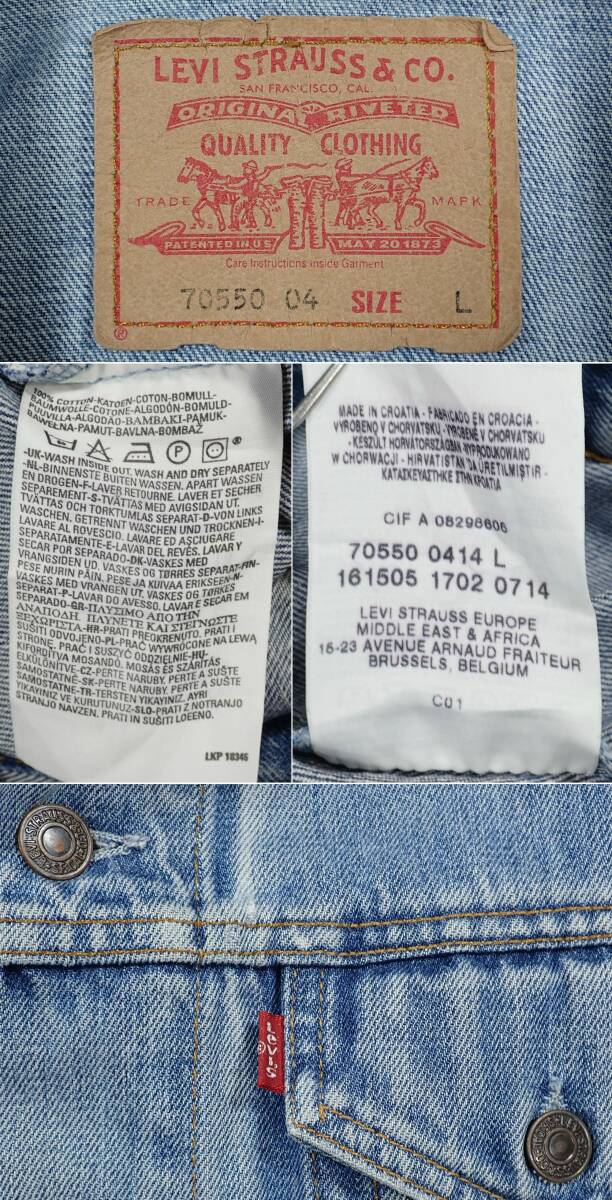 LEVI STRAUSS & CO.
SAN FRANCISCO, CAL.
ORIGINAL RIVETED
QUALITY CLOTHING
TRADE MARK
PATENTED IN U.S. MAY 20 1873
Care Instructions inside Garment
70550 04 SIZE L
®
100% COTTON-KATOEN-COTON-BOMULL-
BAUMWOLLE-COTONE-ALGODÓN-BOMULD-
PUUVILLA-ALGODÃO-ΒΑΜΒΑΚΙ-PAMUK-
BAWEŁNA-PAMUT-BAVLNA-BOMBAŽ
-UK-WASH INSIDE OUT. WASH AND DRY SEPARATELY
-NL-BINNENSTE BUITEN WASSEN. APART WASSEN
EN DROGEN-F-LAVER RETOURNE. LAVER ET SECHER
SEPAREMENT-S-TVÄTTAS MED AVIGSIDAN UT.
TVÄTTAS OCH TORKTUMLAS SEPARAT-D-VON LINKS
WASCHEN. GETRENNT WASCHEN UND TROCKNEN-I-
LAVARE AL ROVESCIO. LAVARE ED ASCIUGARE
SEPARATAMENTE-E-LAVAR DEL REVÉS. LAVAR Y
SECAR POR SEPARADO-DK-VASKES MED
VRANGSIDEN UD. VASKES OG TØRRES SEPARAT-FIN-
PESE NURIN PÄIN. PESE JA KUIVAA ERIKSEEN-N-
VASKES MED VRANGEN UT. VASKES OG TØRKES
SEPARAT-P-LAVAR DO AVESSO. LAVAR E SECAR EM
SEPARADO-GR-ΠΛΥΣΙΜΟ ΑΠΟ ΤΗΝ
ΑΝΑΠΟΔΗ. ΠΛΥΝΕΤΕ ΚΑΙ ΣΤΕΓΝΩΣΤΕ
ΞΕΧΩΡΙΣΤΑ-HR-PRATI PREOKRENUTO. PRATI I
SUŠITI ODVOJENO-PL-PRAĆ WYWRÓCONE NA LEWĄ
STRONĘ. PRAĆ I SUSZYĆ ODDZIELNIE-HU-
KIFORDÍTVA MOSANDÓ. MOSÁS ÉS SZÁRÍTÁS
ELKÜLÖNÍTVE-CZ-PERTE NARUBY. PERTE A SUŠTE
SAMOSTATNĚ-SK-PERTE NARUBY. PERTE A SUŠTE
SAMOSTATNE-TR-TERSTEN YIKAYINIZ. AYRI
YIKAYINIZ VE KURUTUNUZ-SLO-PRATI Z NOTRANJO
STRANJO NAVZEN. PRATI IN SUŠITI LOČENO.
LKP 18346
MADE IN CROATIA - FABRICADO EN CROACIA -
VYROBENO V CHORVATSKU - VYROBENÉ V CHORVÁTSKU
- KÉSZÜLT HORVÁTORSZÁGBAN - WYPRODUKOWANO
W CHORWACJI - HIRVATISTAN DA ÜRETILMIŞTIR -
ΚΑΤΑΣΚΕΥΑΣΤΗΚΕ ΣΤΗΝ ΚΡΟΑΤΙΑ
CIF A 08298606
70550 0414 L
161505 1702 0714
LEVI STRAUSS EUROPE
MIDDLE EAST & AFRICA
15-23 AVENUE ARNAUD FRAITEUR
BRUSSELS, BELGIUM
C01
LEVI STRAUSS
LEVI'S
®